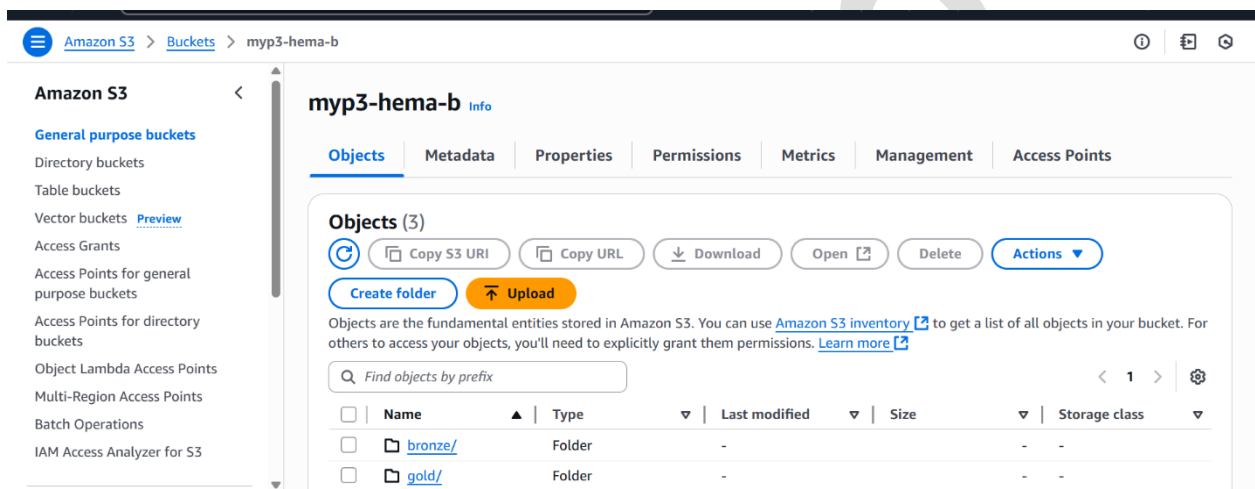 Amazon S3 > Buckets > myp3-hema-b
Amazon S3
General purpose buckets
Directory buckets
Table buckets
Vector buckets Preview
Access Grants
Access Points for general
purpose buckets
Access Points for directory
buckets
Object Lambda Access Points
Multi-Region Access Points
Batch Operations
IAM Access Analyzer for S3
myp3-hema-b Info
Objects Metadata Properties Permissions Metrics Management Access Points
Objects (3)
Copy S3 URI Copy URL Download Open Delete Actions
Create folder Upload
Objects are the fundamental entities stored in Amazon S3. You can use Amazon S3 inventory to get a list of all objects in your bucket. For
others to access your objects, you'll need to explicitly grant them permissions. Learn more
Find objects by prefix < 1 >
Name Type Last modified Size Storage class
bronze/ Folder - - -
gold/ Folder - - -